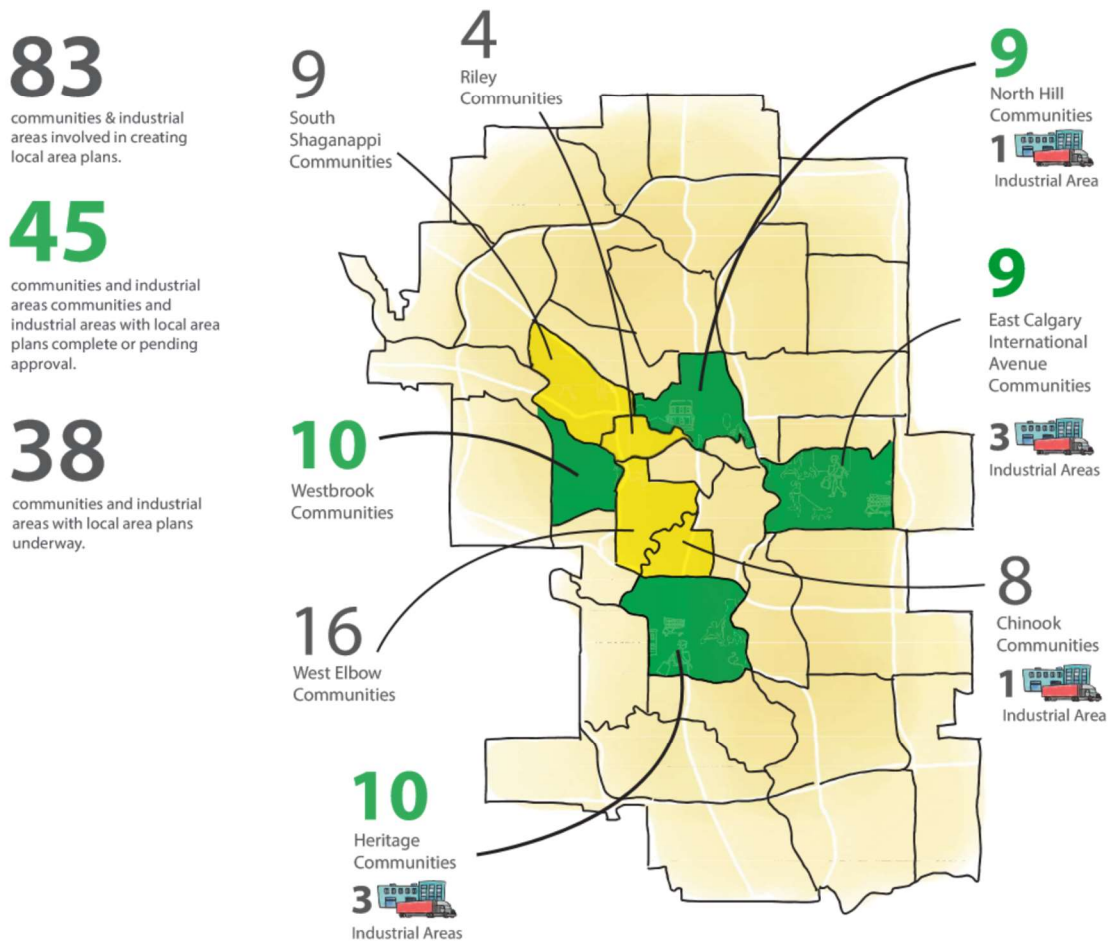 83
communities & industrial
areas involved in creating
local area plans.
45
communities and industrial
areas communities and
industrial areas with local area
plans complete or pending
approval.
38
communities and industrial
areas with local area plans
underway.
9
South
Shaganappi
Communities
4
Riley
Communities
9
North Hill
Communities
1
Industrial Area
9
East Calgary
International
Avenue
Communities
3
Industrial Areas
10
Westbrook
Communities
16
West Elbow
Communities
8
Chinook
Communities
1
Industrial Area
10
Heritage
Communities
3
Industrial Areas